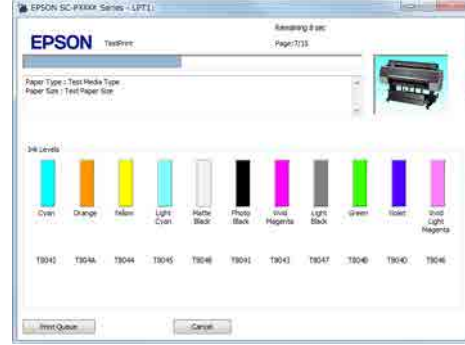 EPSON SC-PXXXX Series - LPT1:
EPSON
TestPrint
Remaining 8 sec
Page:7/15
Paper Type : Test Media Type
Paper Size : Test Paper Size
Ink Levels
Cyan Orange Yellow Light Cyan Matte Black Photo Black Vivid Magenta Light Black Green Violet Vivid Light Magenta
T8042 T804A T8044 T8045 T8048 T8041 T8043 T8047 T804B T804D T8046
Print Queue Cancel